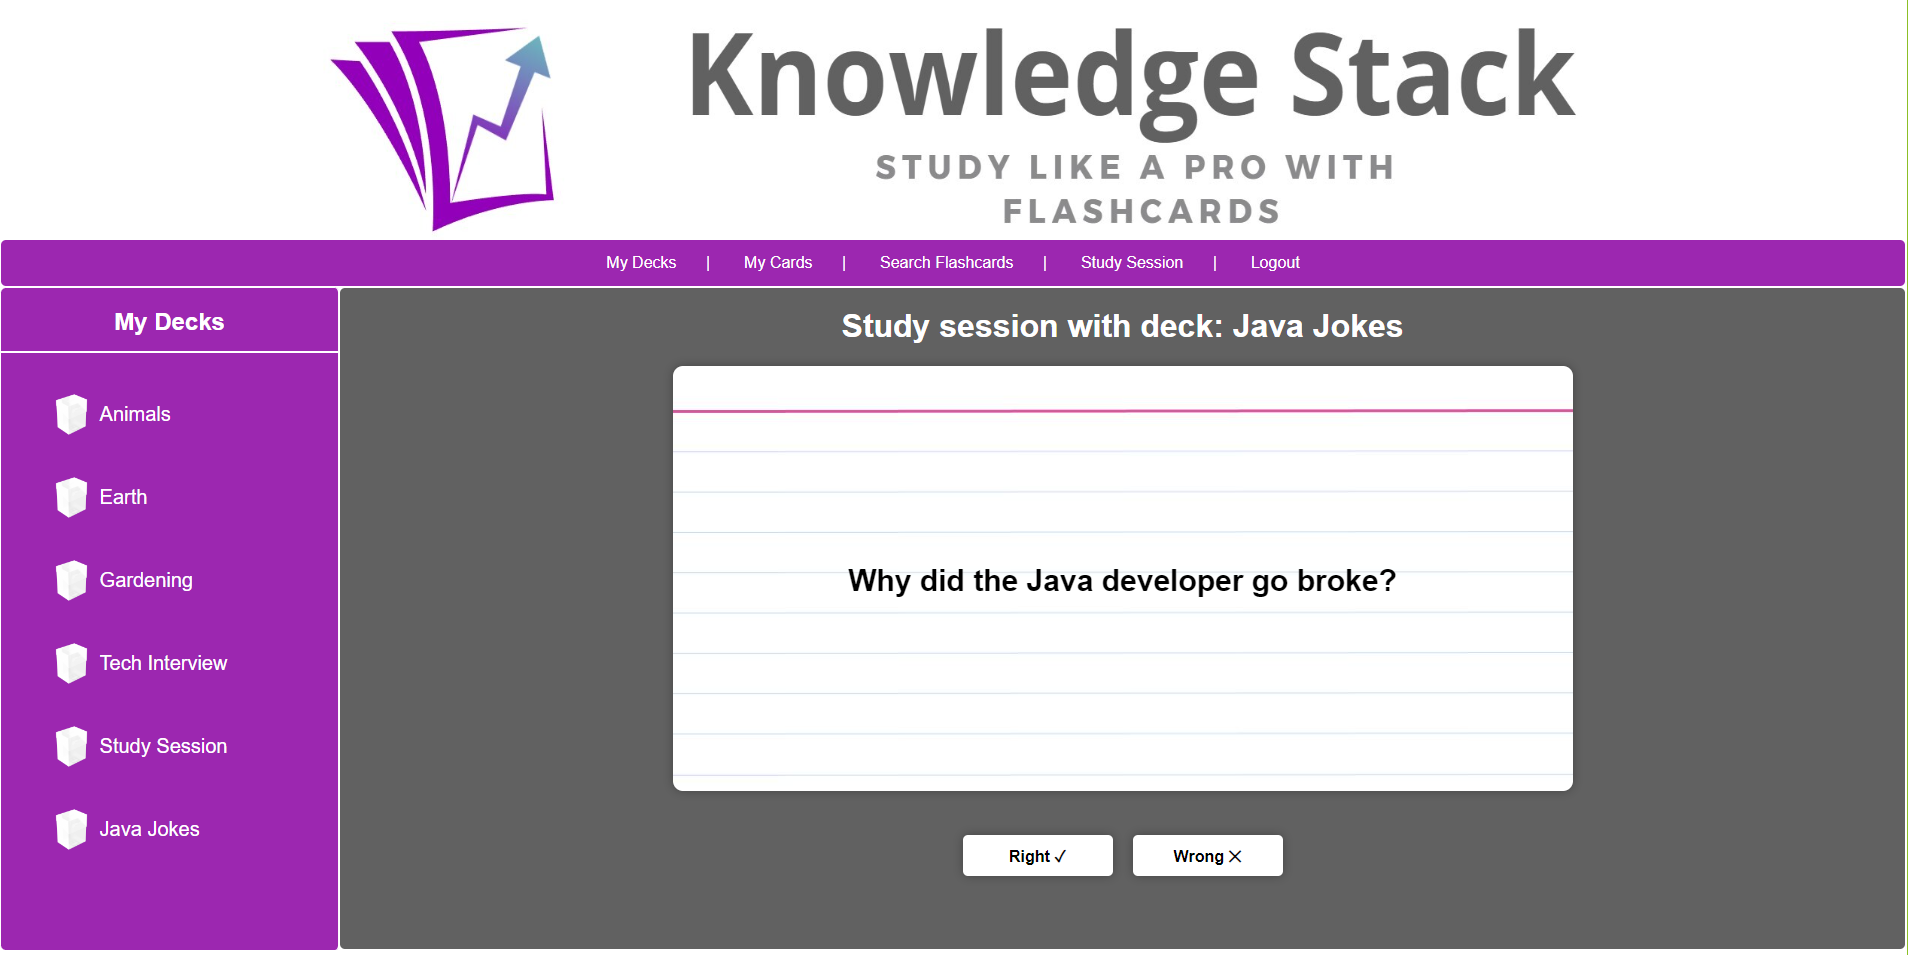 Knowledge Stack
STUDY LIKE A PRO WITH
FLASHCARDS
My Decks | My Cards | Search Flashcards | Study Session | Logout
My Decks
Animals
Earth
Gardening
Tech Interview
Study Session
Java Jokes
Study session with deck: Java Jokes
Why did the Java developer go broke?
Right ✓ Wrong ✕